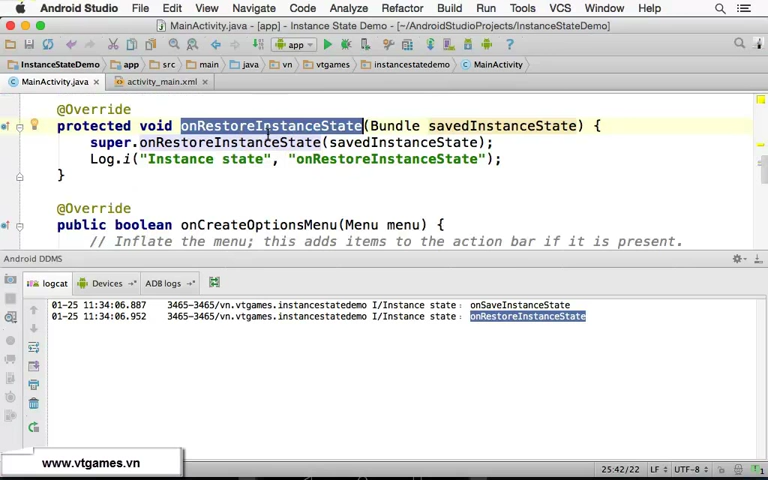 Android Studio File Edit View Navigate Code Analyze Refactor Build Run Tools VCS Window Help
MainActivity.java - [app] - Instance State Demo - [~/AndroidStudioProjects/InstanceStateDemo]
app
InstanceStateDemo app src main java vn vtgames instancestatedemo MainActivity
MainActivity.java activity_main.xml
@Override
protected void onRestoreInstanceState(Bundle savedInstanceState) {
super.onRestoreInstanceState(savedInstanceState);
Log.i("Instance state", "onRestoreInstanceState");
}
@Override
public boolean onCreateOptionsMenu(Menu menu) {
// Inflate the menu; this adds items to the action bar if it is present.
Android DDMS
logcat Devices ADB logs
01-25 11:34:06.887 3465-3465/vn.vtgames.instancestatedemo I/Instance state: onSaveInstanceState
01-25 11:34:06.952 3465-3465/vn.vtgames.instancestatedemo I/Instance state: onRestoreInstanceState
www.vtgames.vn
25:42/22 LF UTF-8 1